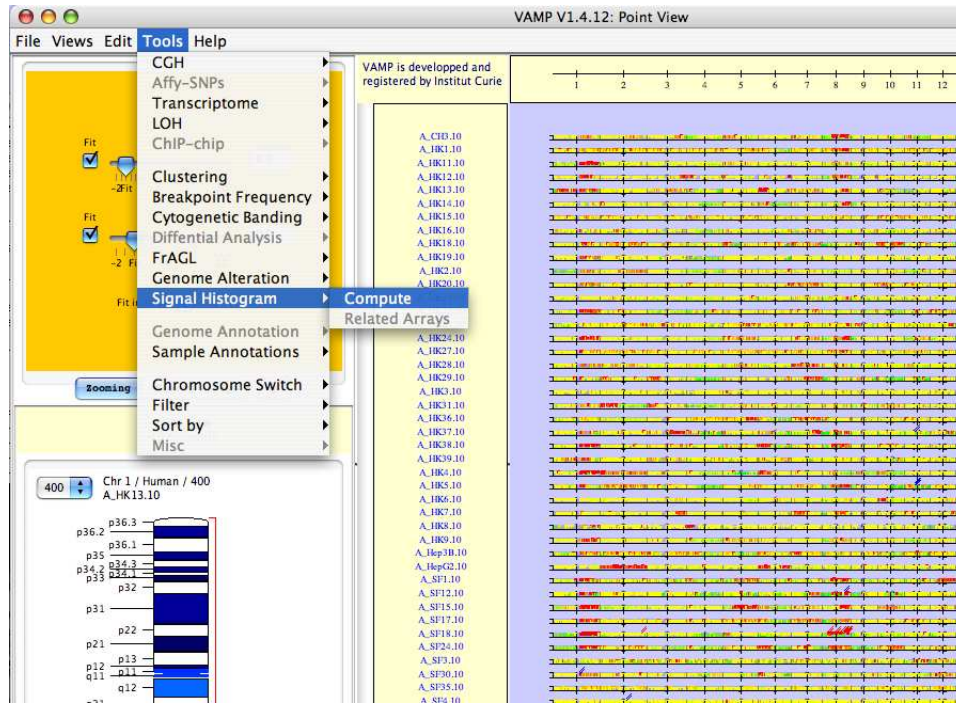 VAMP V1.4.12: Point View
File Views Edit Tools Help
CGH
Affy-SNPs
Transcriptome
LOH
ChIP-chip
Clustering
Breakpoint Frequency
Cytogenetic Banding
Diffential Analysis
FrAGL
Genome Alteration
Signal Histogram
Compute
Related Arrays
Genome Annotation
Sample Annotations
Chromosome Switch
Filter
Sort by
Misc
Fit
-2Fit
Fit
-2 Fi
Fit i
Zooming
400
Chr 1 / Human / 400
A_HK13.10
p36.3
p36.2
p36.1
p35
p34.3
p34.2
p34.1
p33
p32
p31
p22
p21
p13
p12
p11
q11
q12
VAMP is developped and
registered by Institut Curie
1 2 3 4 5 6 7 8 9 10 11 12
A_CH3.10
A_HK1.10
A_HK11.10
A_HK12.10
A_HK13.10
A_HK14.10
A_HK15.10
A_HK16.10
A_HK18.10
A_HK19.10
A_HK2.10
A_HK20.10
A_HK24.10
A_HK27.10
A_HK28.10
A_HK29.10
A_HK3.10
A_HK31.10
A_HK36.10
A_HK37.10
A_HK38.10
A_HK39.10
A_HK4.10
A_HK5.10
A_HK6.10
A_HK7.10
A_HK8.10
A_HK9.10
A_Hep3B.10
A_HepG2.10
A_SF1.10
A_SF12.10
A_SF15.10
A_SF17.10
A_SF18.10
A_SF24.10
A_SF3.10
A_SF30.10
A_SF35.10
A_SF4.10